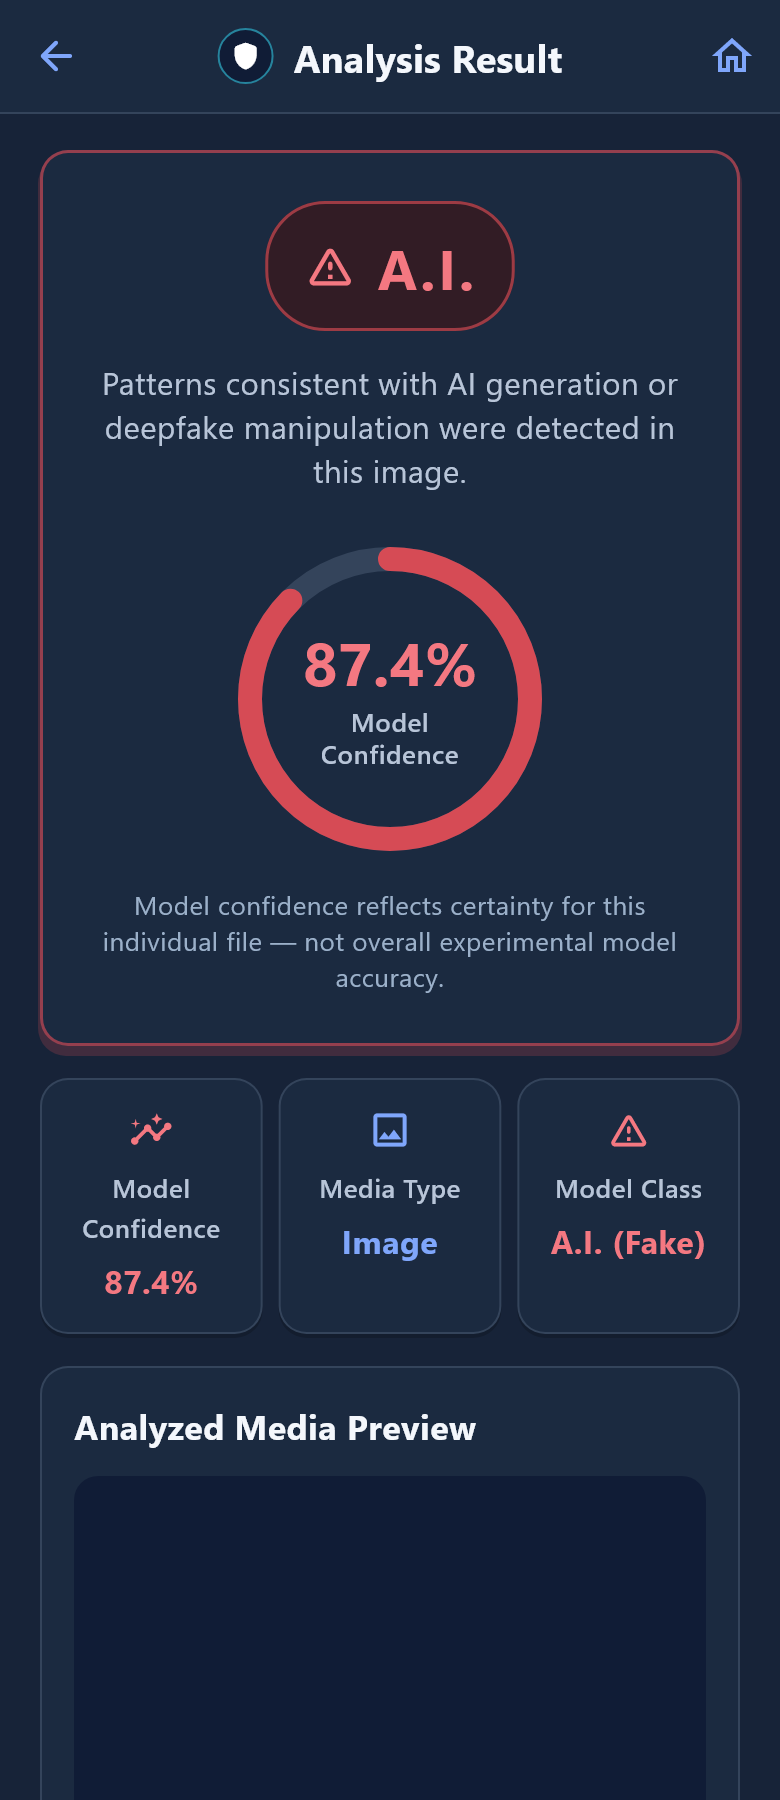 Analysis Result
A.I.
Patterns consistent with AI generation or
deepfake manipulation were detected in
this image.
87.4%
Model
Confidence
Model confidence reflects certainty for this
individual file — not overall experimental model
accuracy.
Model
Confidence
87.4%
Media Type
Image
Model Class
A.I. (Fake)
Analyzed Media Preview